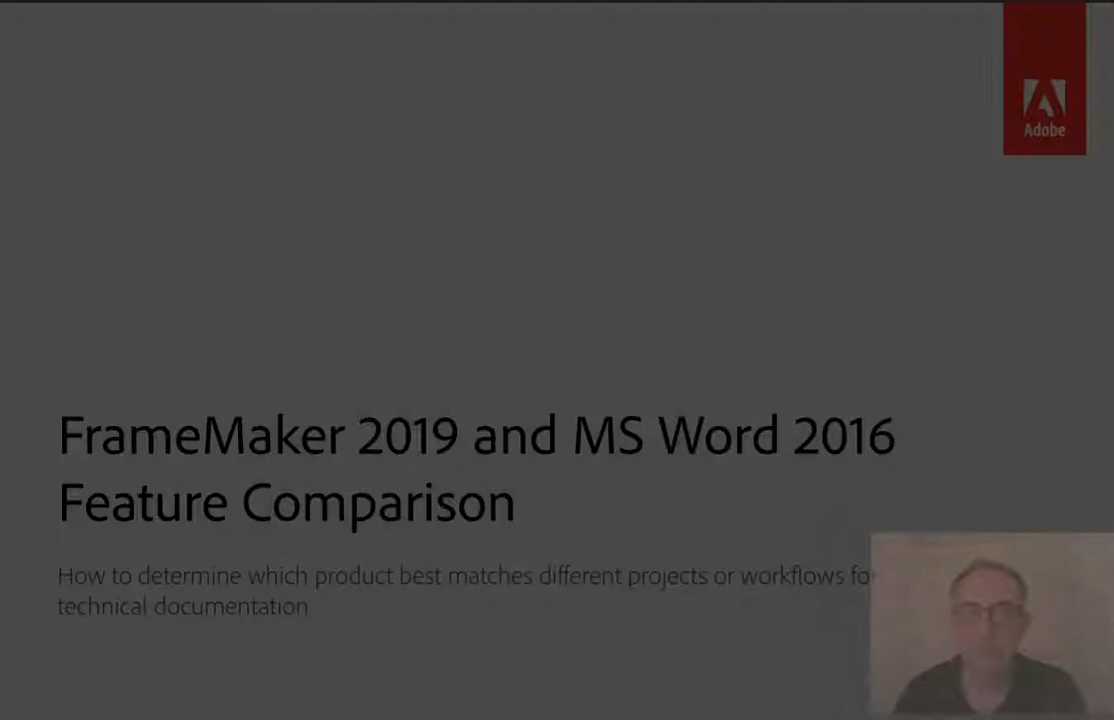 Adobe
FrameMaker 2019 and MS Word 2016
Feature Comparison
How to determine which product best matches different projects or workflows for
technical documentation